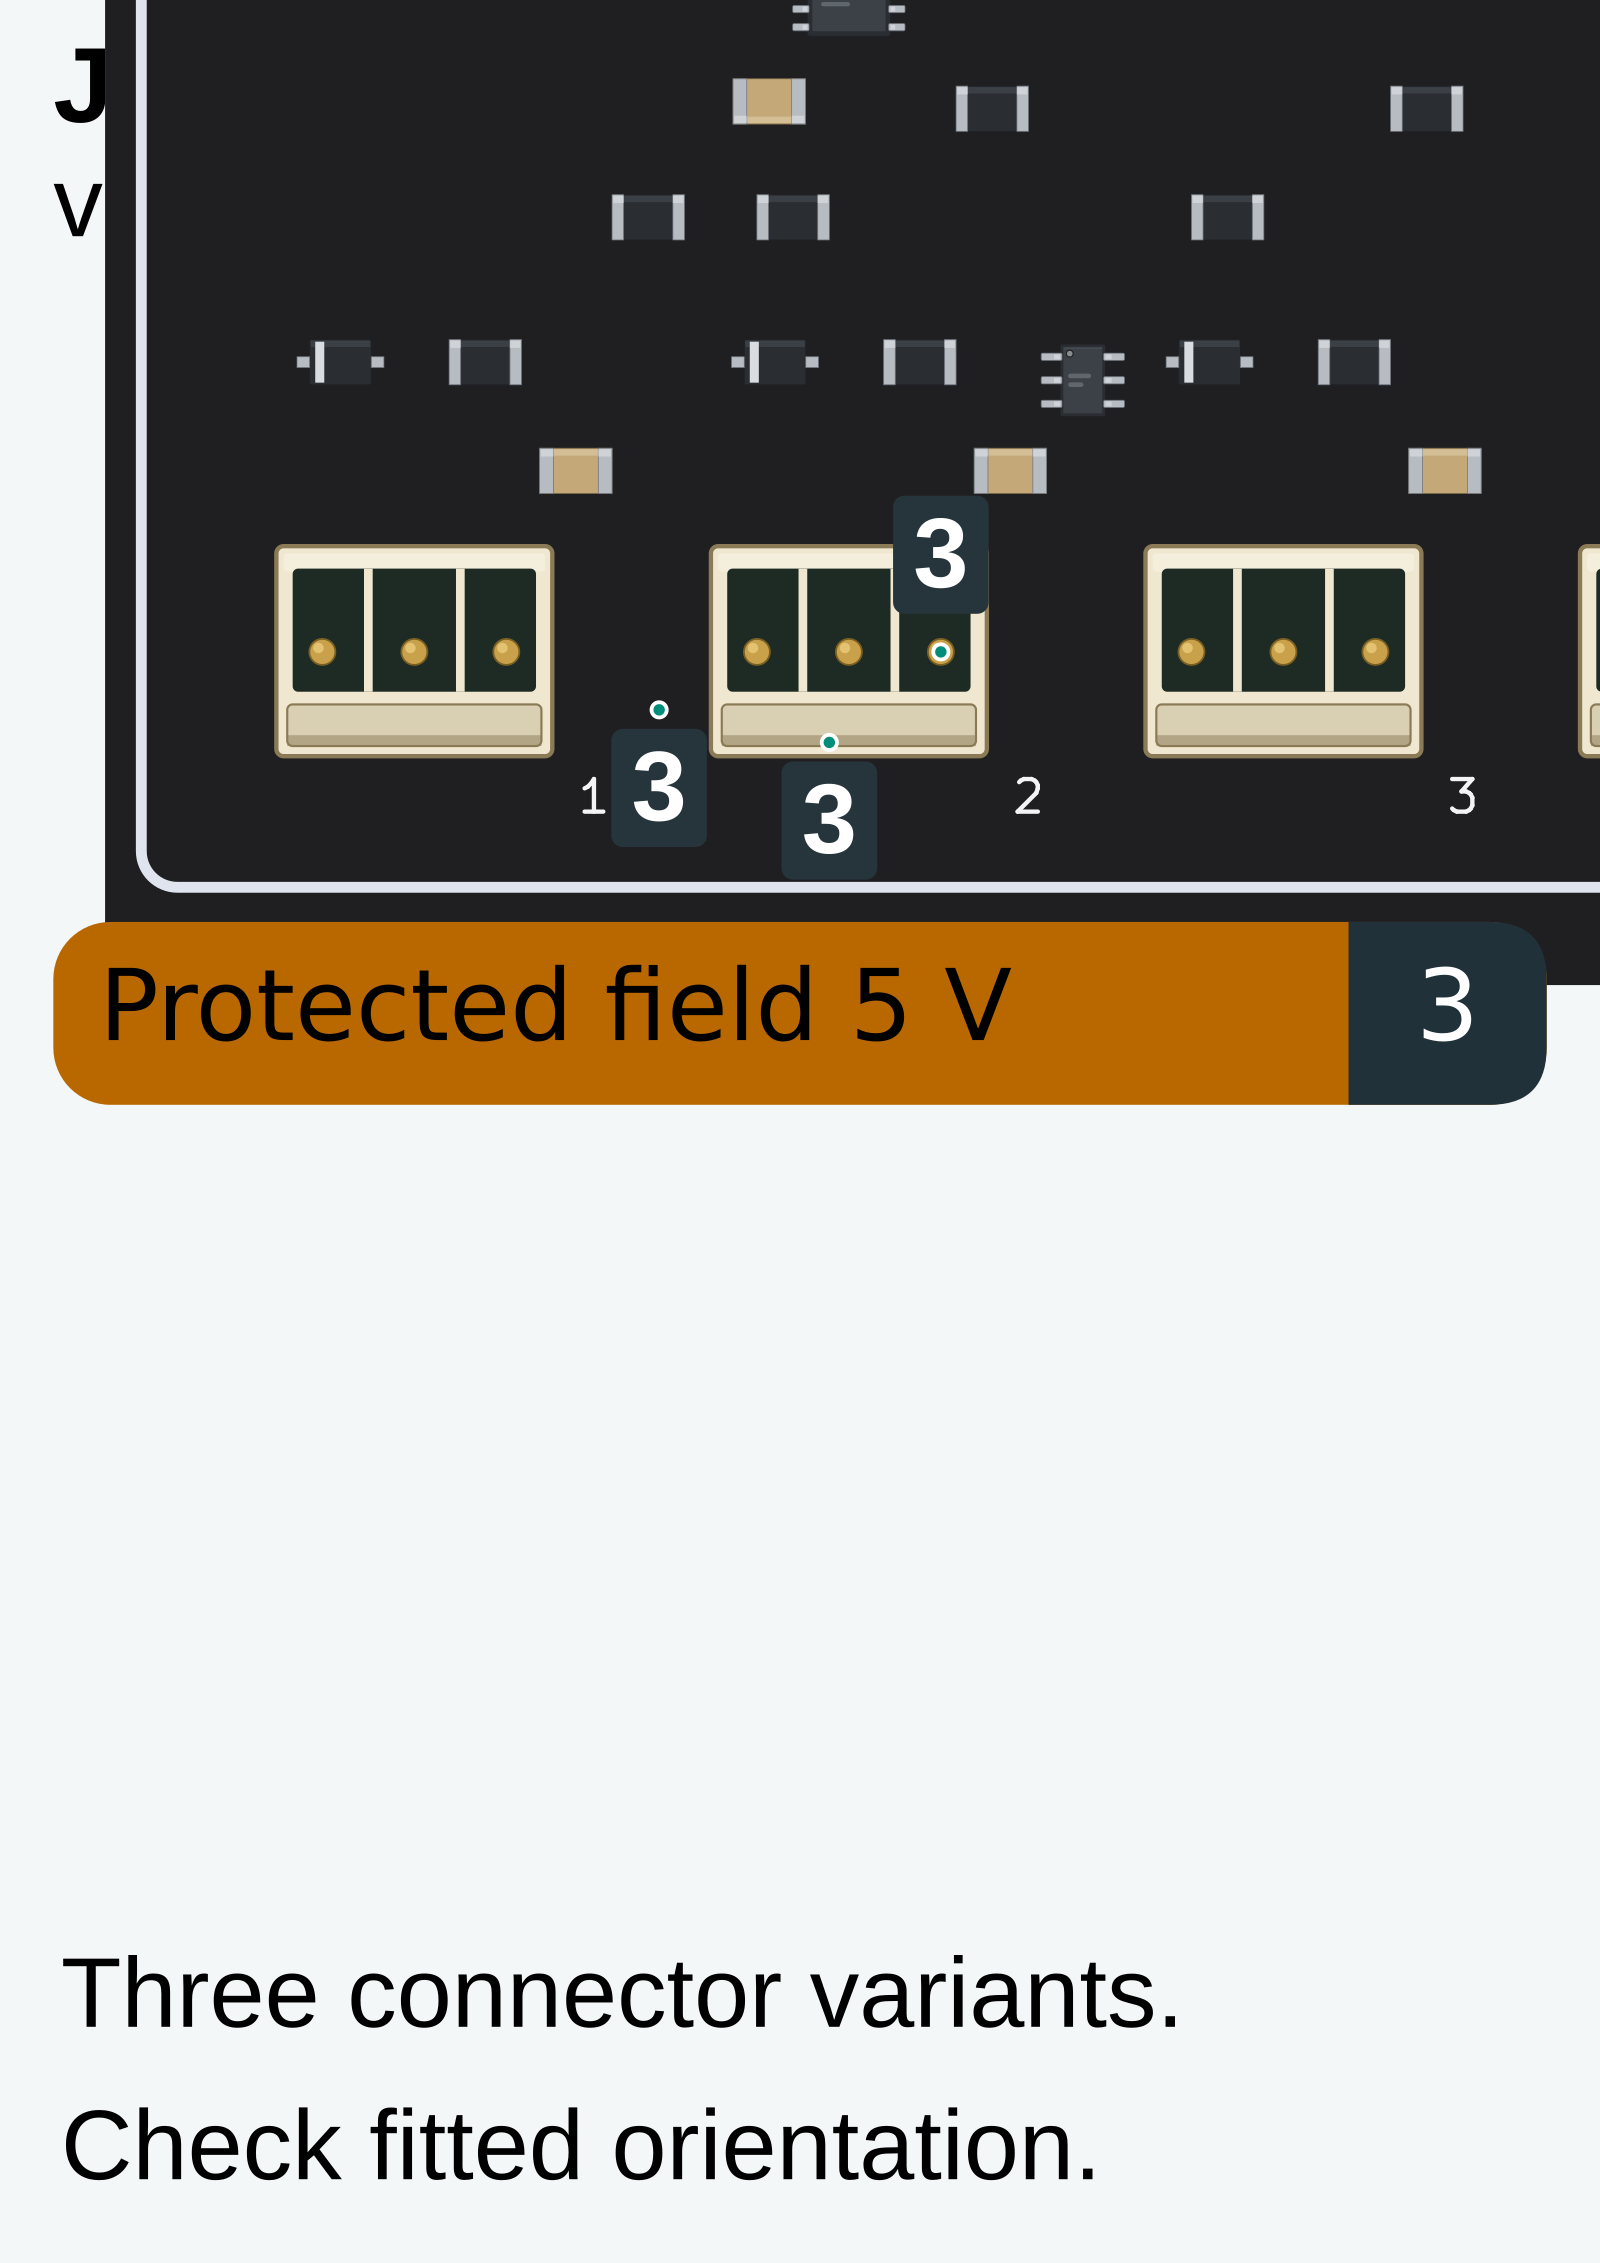 J
v
3
1 3 3 2 3
Protected field 5 V 3
Three connector variants.
Check fitted orientation.